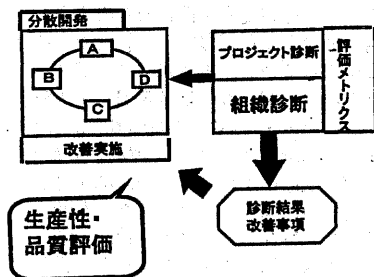 分散開発
A
B
D
C
改善実施
プロジェクト診断
組織診断
評価メトリクス
診断結果
改善事項
生産性・
品質評価